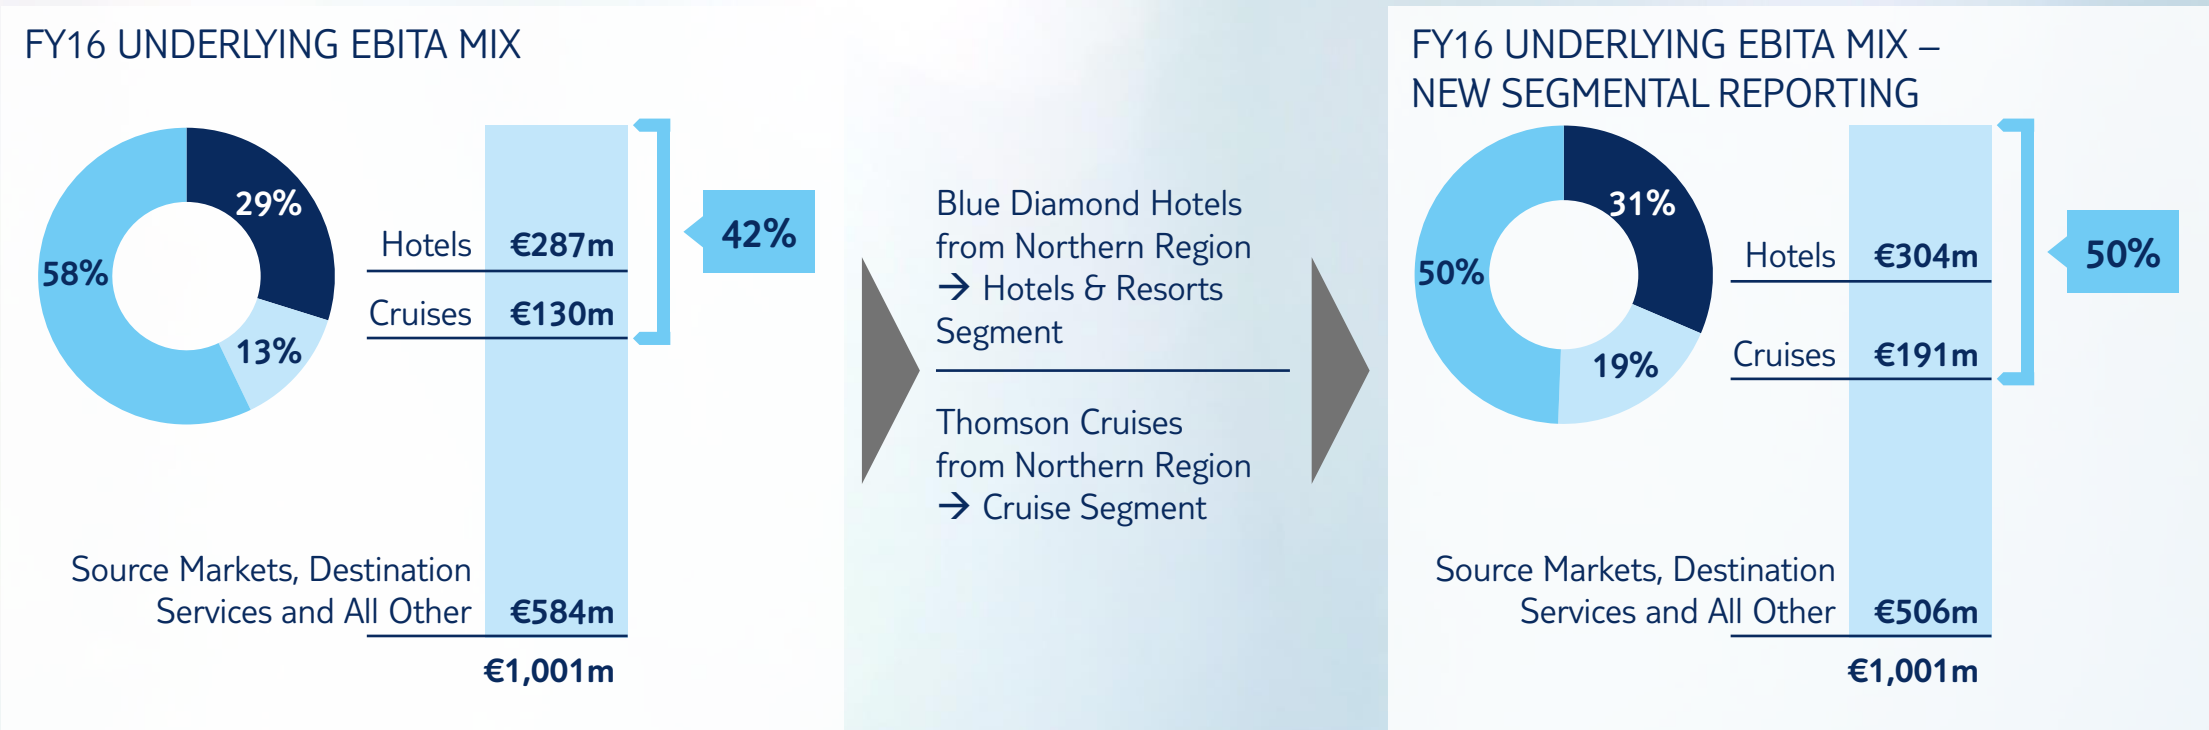 FY16 UNDERLYING EBITA MIX
29%
58%
13%
Hotels €287m
Cruises €130m
42%
Source Markets, Destination
Services and All Other €584m
€1,001m
Blue Diamond Hotels
from Northern Region
→ Hotels & Resorts
Segment
Thomson Cruises
from Northern Region
→ Cruise Segment
FY16 UNDERLYING EBITA MIX –
NEW SEGMENTAL REPORTING
31%
50%
19%
Hotels €304m
Cruises €191m
50%
Source Markets, Destination
Services and All Other €506m
€1,001m